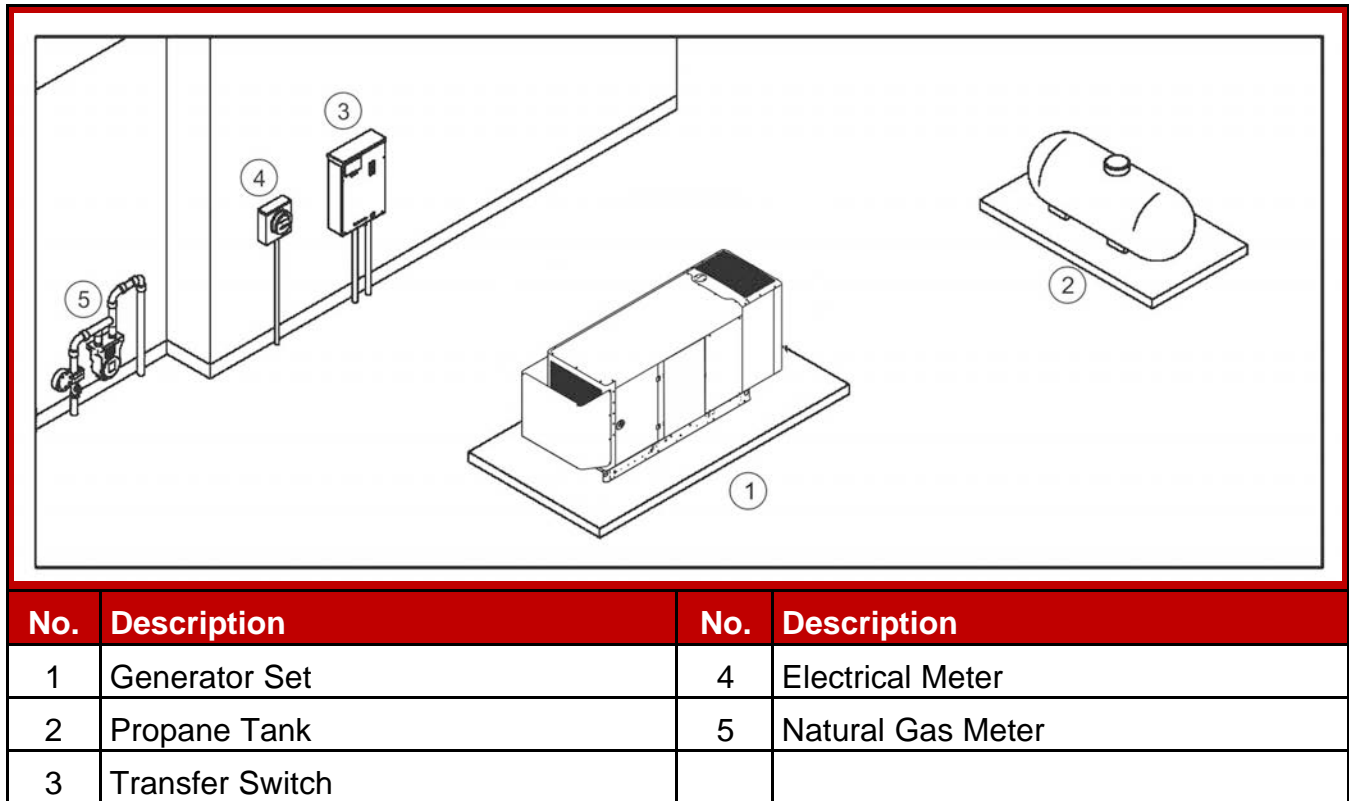 3
4
5
2
1
No. Description No. Description
1 Generator Set 4 Electrical Meter
2 Propane Tank 5 Natural Gas Meter
3 Transfer Switch